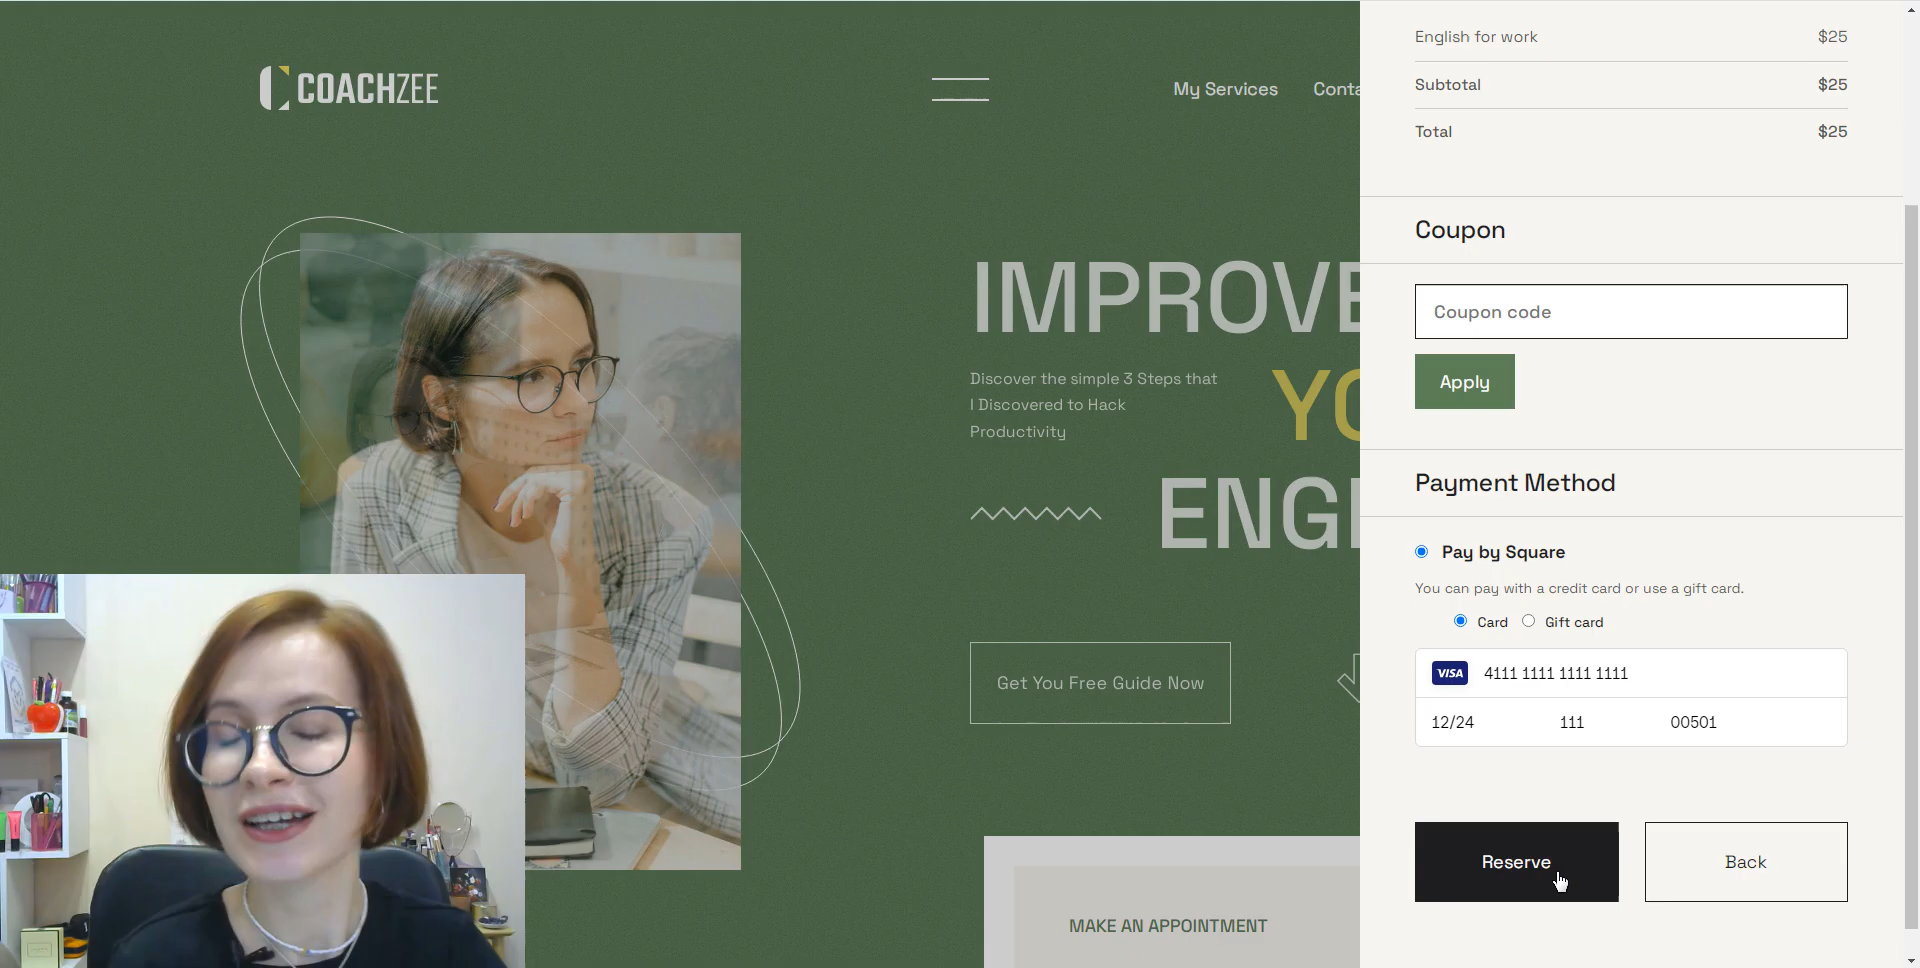 COACHZEE
My Services
Conta
IMPROVE
Discover the simple 3 Steps that
I Discovered to Hack
Productivity
YO
ENGI
Get You Free Guide Now
MAKE AN APPOINTMENT
English for work $25
Subtotal $25
Total $25
Coupon
Coupon code
Apply
Payment Method
Pay by Square
You can pay with a credit card or use a gift card.
Card Gift card
VISA 4111 1111 1111 1111
12/24 111 00501
Reserve Back